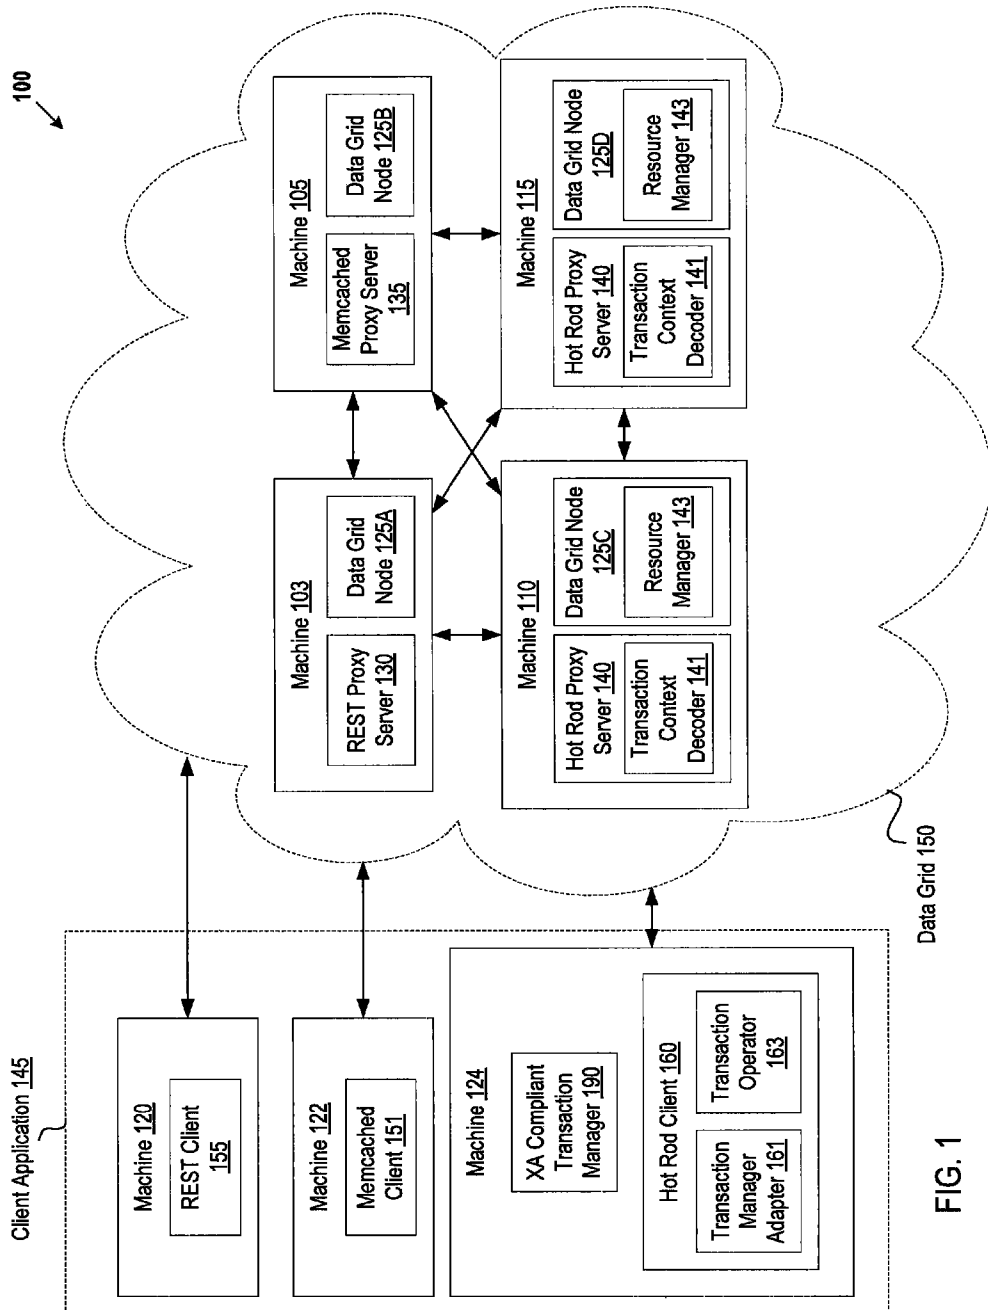 100
Client Application 145
Machine 120
REST Client
155
Machine 122
Memcached
Client 151
Machine 124
XA Compliant
Transaction
Manager 190
Hot Rod Client 160
Transaction
Manager
Adapter 161
Transaction
Operator
163
Machine 103
REST Proxy
Server 130
Data Grid
Node 125A
Machine 105
Memcached
Proxy Server
135
Data Grid
Node 125B
Machine 110
Hot Rod Proxy
Server 140
Transaction
Context
Decoder 141
Data Grid Node
125C
Resource
Manager 143
Machine 115
Hot Rod Proxy
Server 140
Transaction
Context
Decoder 141
Data Grid Node
125D
Resource
Manager 143
Data Grid 150
FIG. 1